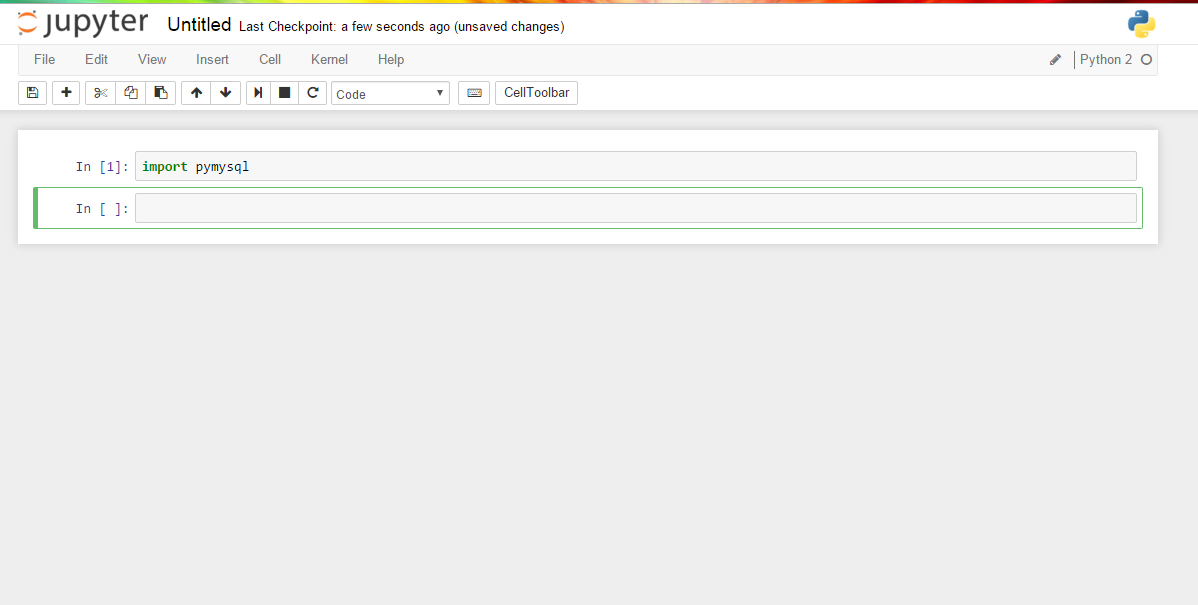 jupyter Untitled Last Checkpoint: a few seconds ago (unsaved changes)
File Edit View Insert Cell Kernel Help Python 2
Code CellToolbar
In [1]: import pymysql
In [ ]: